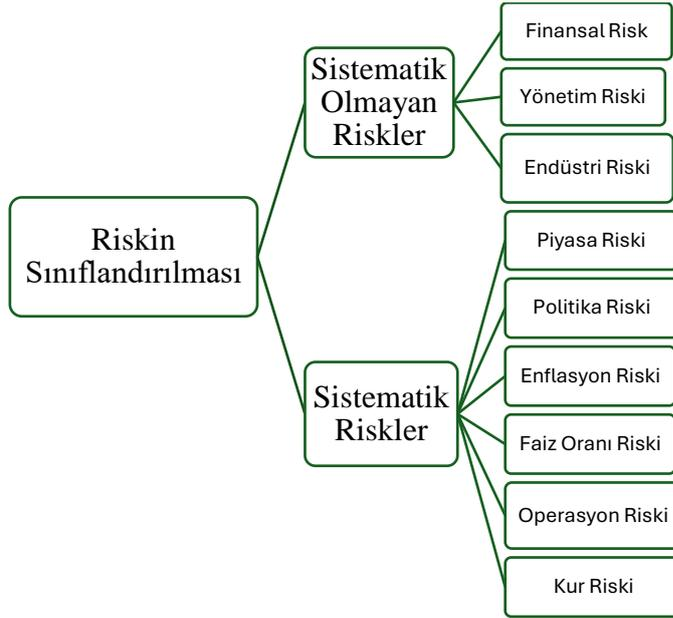 Riskin
Sınıflandırılması
Sistematik
Olmayan
Riskler
Finansal Risk
Yönetim Riski
Endüstri Riski
Sistematik
Riskler
Piyasa Riski
Politika Riski
Enflasyon Riski
Faiz Oranı Riski
Operasyon Riski
Kur Riski